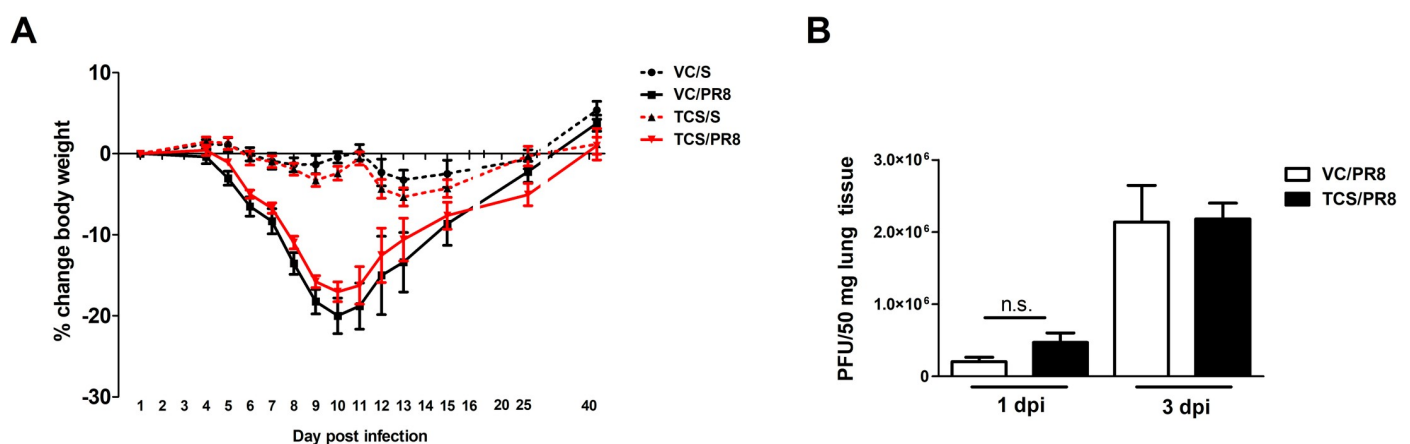 A
% change body weight
10
0
-10
-20
-30
1 2 3 4 5 6 7 8 9 10 11 12 13 14 15 16 20 25 40
Day post infection
VC/S
VC/PR8
TCS/S
TCS/PR8
B
PFU/50 mg lung tissue
3.0×10⁶
2.0×10⁶
1.0×10⁶
0.0
n.s.
1 dpi 3 dpi
VC/PR8
TCS/PR8